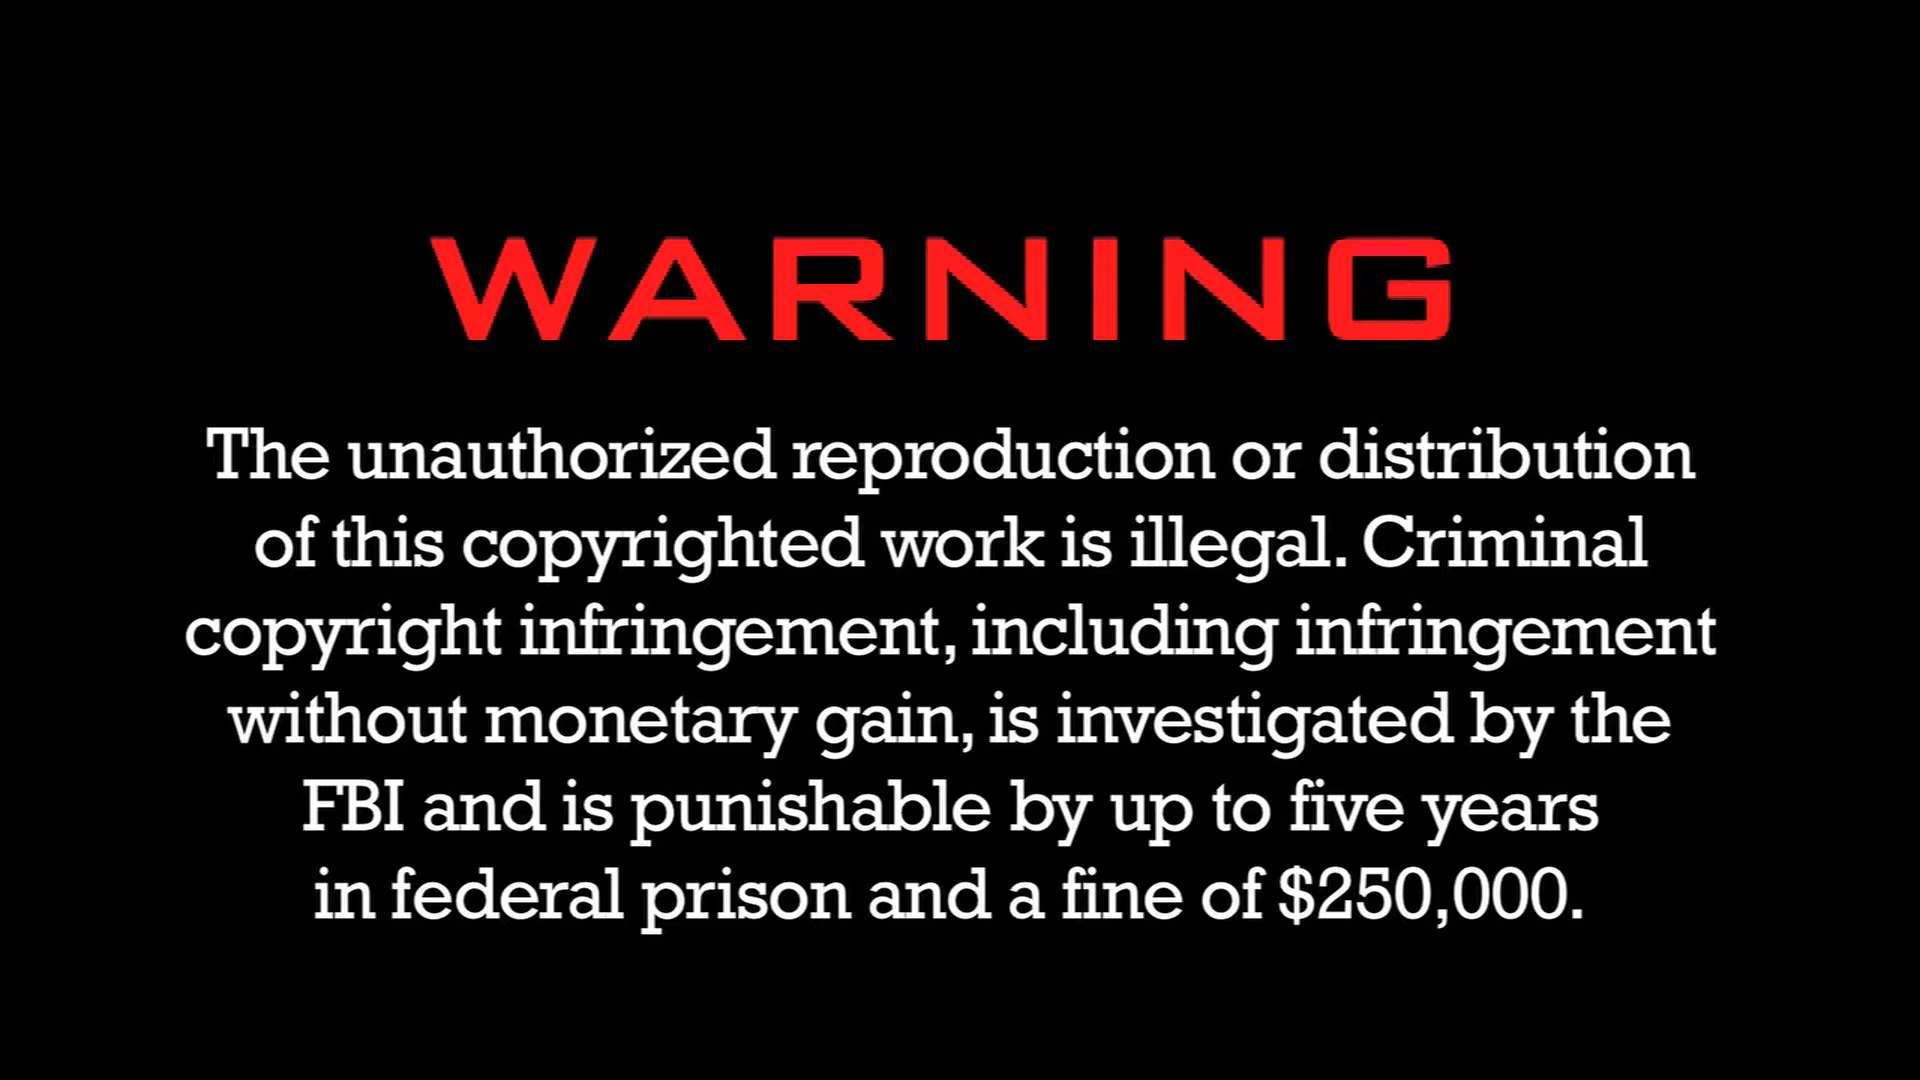 WARNING
The unauthorized reproduction or distribution
of this copyrighted work is illegal. Criminal
copyright infringement, including infringement
without monetary gain, is investigated by the
FBI and is punishable by up to five years
in federal prison and a fine of $250,000.